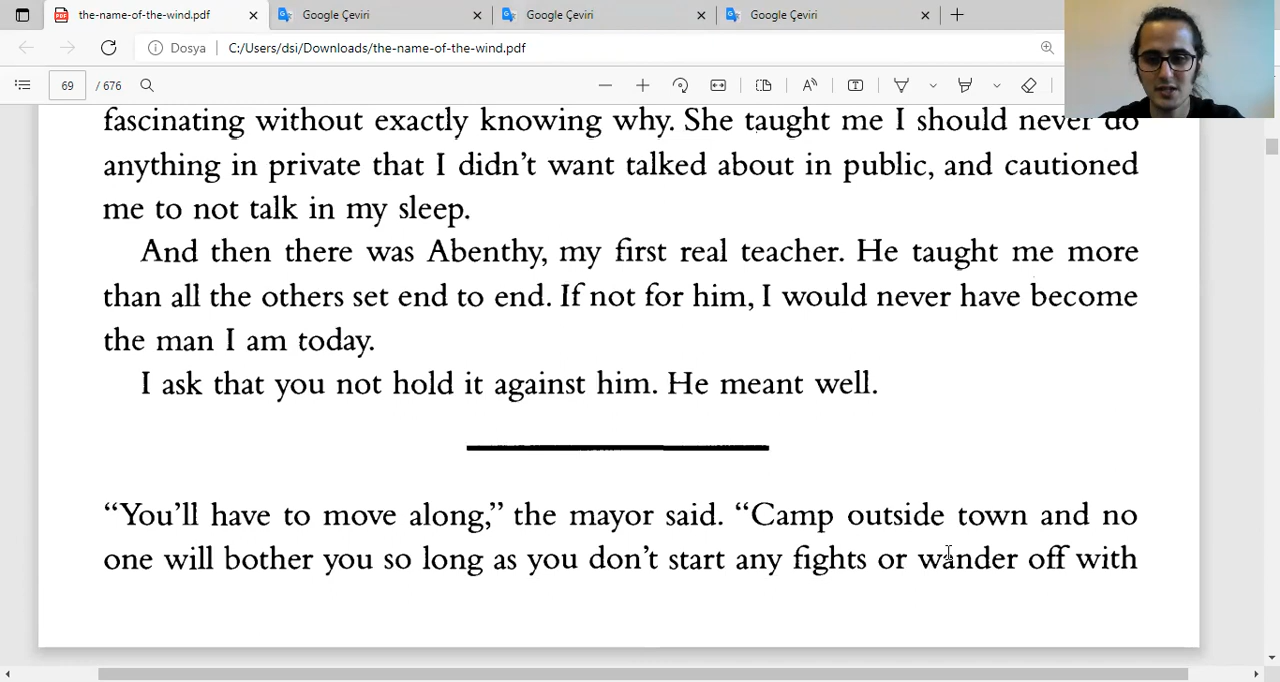 the-name-of-the-wind.pdf
Google Çeviri
Google Çeviri
Google Çeviri
Dosya
C:/Users/dsi/Downloads/the-name-of-the-wind.pdf
69 / 676
fascinating without exactly knowing why. She taught me I should never do
anything in private that I didn’t want talked about in public, and cautioned
me to not talk in my sleep.
And then there was Abenthy, my first real teacher. He taught me more
than all the others set end to end. If not for him, I would never have become
the man I am today.
I ask that you not hold it against him. He meant well.
“You’ll have to move along,” the mayor said. “Camp outside town and no
one will bother you so long as you don’t start any fights or wander off with